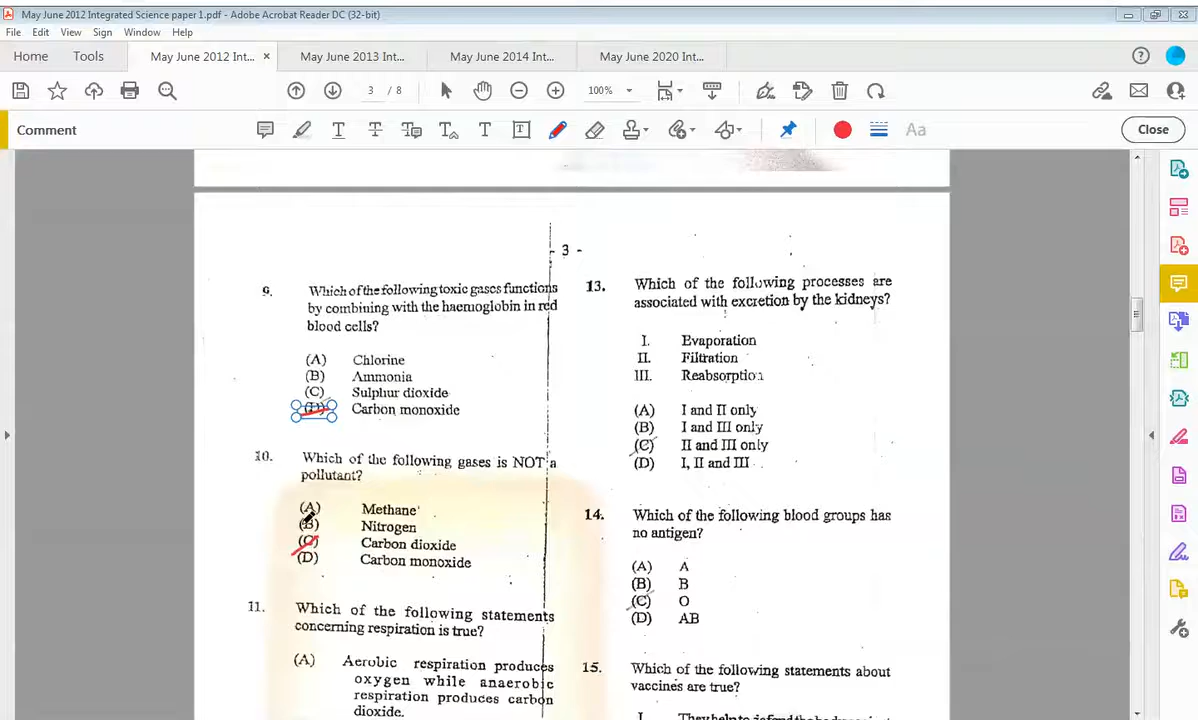 May June 2012 Integrated Science paper 1.pdf - Adobe Acrobat Reader DC (32-bit)
File Edit View Sign Window Help
Home Tools May June 2012 Int... × May June 2013 Int... May June 2014 Int... May June 2020 Int...
3 / 8 100%
Comment Close
- 3 -
9. Which of the following toxic gases functions
by combining with the haemoglobin in red
blood cells?
(A) Chlorine
(B) Ammonia
(C) Sulphur dioxide
(D) Carbon monoxide
10. Which of the following gases is NOT a
pollutant?
(A) Methane
(B) Nitrogen
(C) Carbon dioxide
(D) Carbon monoxide
11. Which of the following statements
concerning respiration is true?
(A) Aerobic respiration produces
oxygen while anaerobic
respiration produces carbon
dioxide.
13. Which of the following processes are
associated with excretion by the kidneys?
I. Evaporation
II. Filtration
III. Reabsorption
(A) I and II only
(B) I and III only
(C) II and III only
(D) I, II and III
14. Which of the following blood groups has
no antigen?
(A) A
(B) B
(C) O
(D) AB
15. Which of the following statements about
vaccines are true?
I. They help to defend the body against